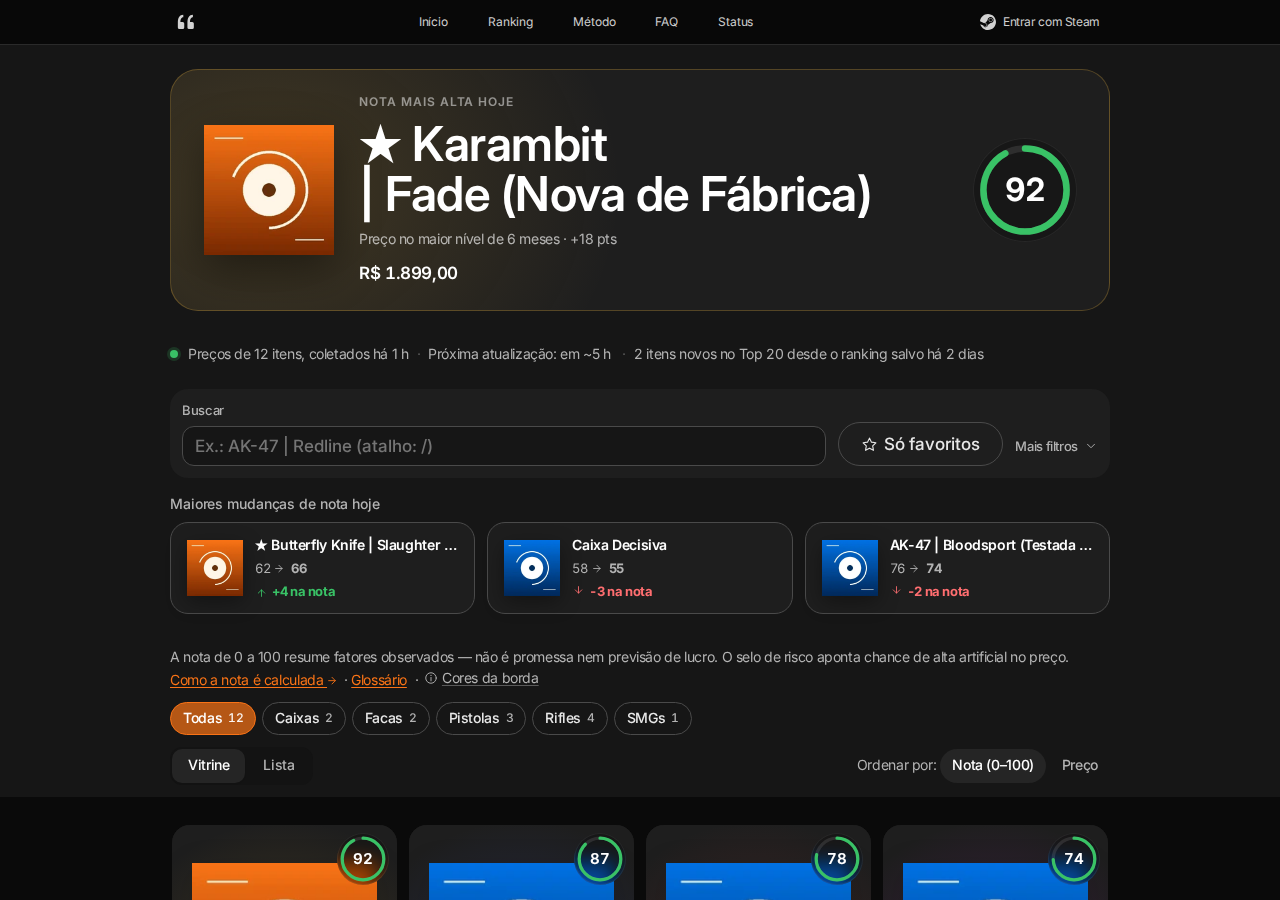 Início Ranking Método FAQ Status Entrar com Steam
NOTA MAIS ALTA HOJE
★ Karambit
| Fade (Nova de Fábrica)
Preço no maior nível de 6 meses · +18 pts
R$ 1.899,00
92
Preços de 12 itens, coletados há 1 h · Próxima atualização: em ~5 h · 2 itens novos no Top 20 desde o ranking salvo há 2 dias
Buscar
Ex.: AK-47 | Redline (atalho: /)
Só favoritos
Mais filtros
Maiores mudanças de nota hoje
★ Butterfly Knife | Slaughter ...
62 → 66
↑ +4 na nota
Caixa Decisiva
58 → 55
↓ -3 na nota
AK-47 | Bloodsport (Testada ...
76 → 74
↓ -2 na nota
A nota de 0 a 100 resume fatores observados — não é promessa nem previsão de lucro. O selo de risco aponta chance de alta artificial no preço.
Como a nota é calculada → · Glossário · Cores da borda
Todas 12 Caixas 2 Facas 2 Pistolas 3 Rifles 4 SMGs 1
Vitrine Lista Ordenar por: Nota (0–100) Preço
92 87 78 74